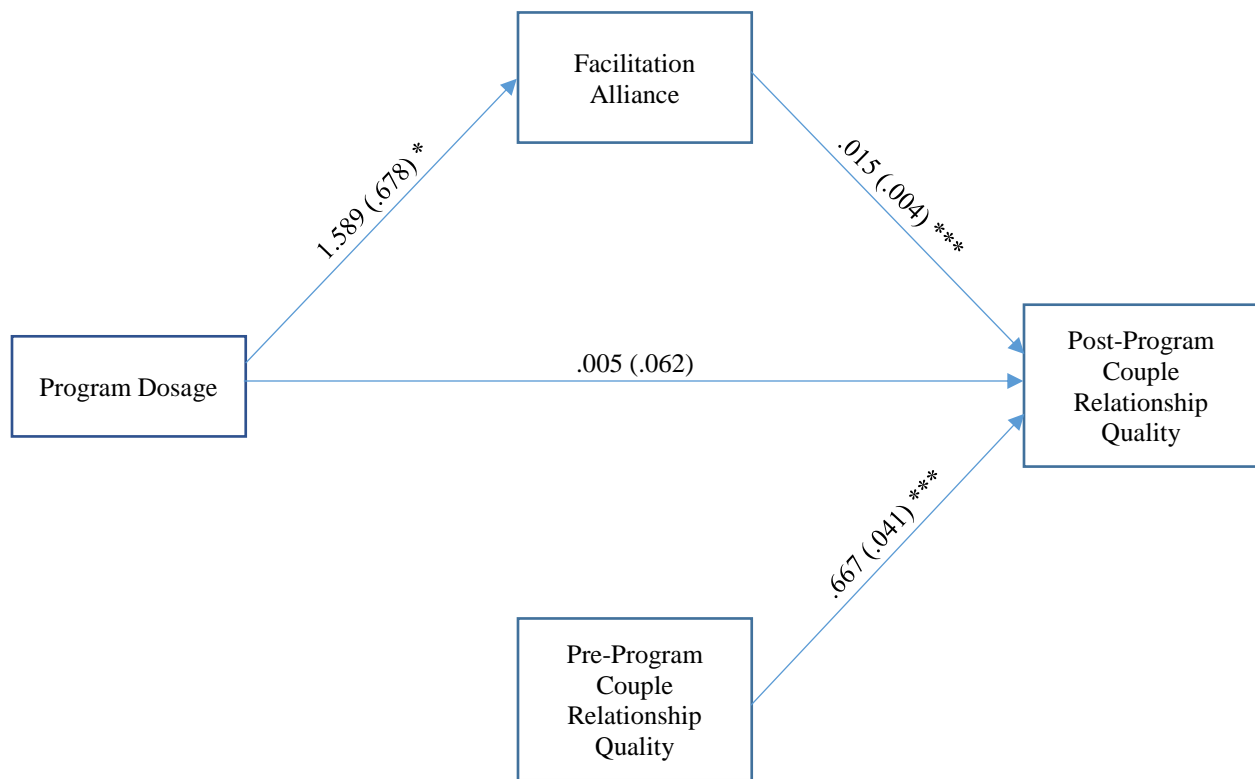 Facilitation
Alliance
1.589 (.678) *
.015 (.004) ***
Program Dosage
.005 (.062)
Post-Program
Couple
Relationship
Quality
.667 (.041) ***
Pre-Program
Couple
Relationship
Quality